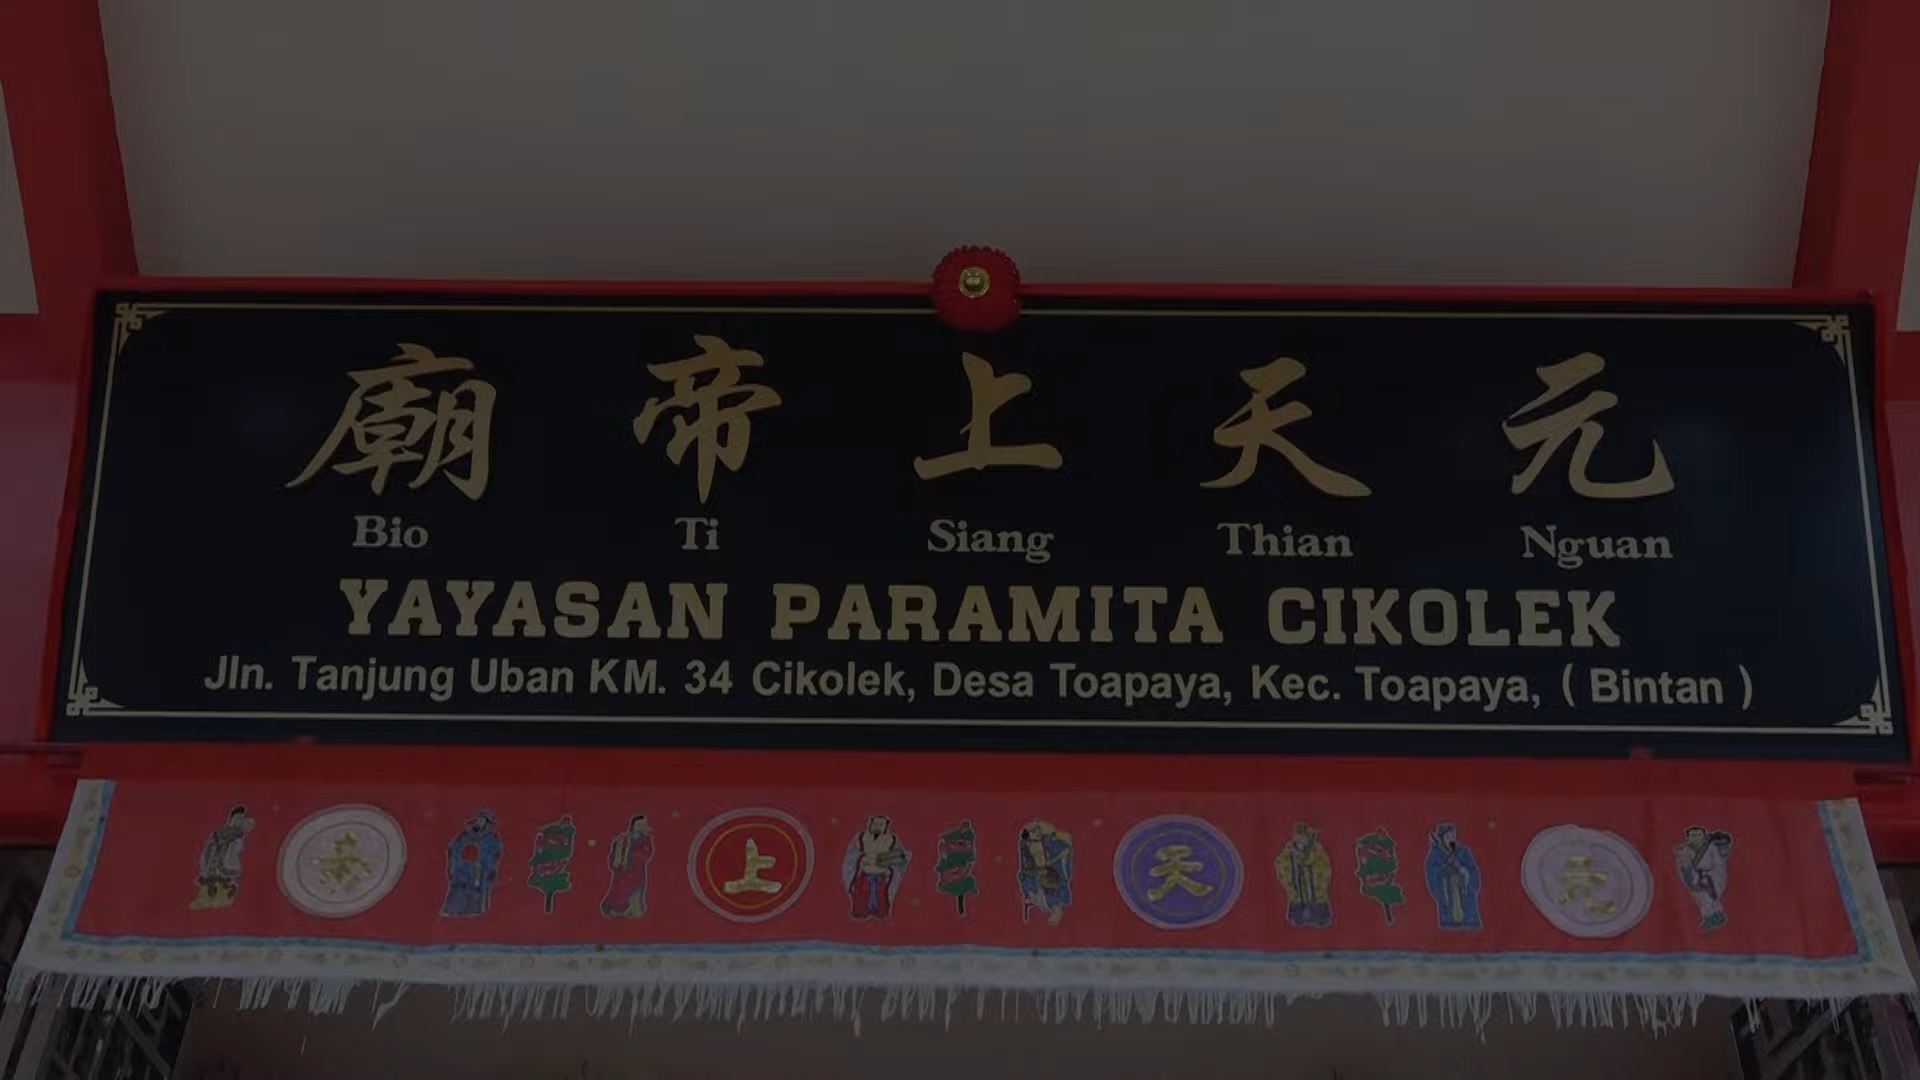 廟帝上天元
Bio Ti Siang Thian Nguan
YAYASAN PARAMITA CIKOLEK
Jln. Tanjung Uban KM. 34 Cikolek, Desa Toapaya, Kec. Toapaya, ( Bintan )
上 天 元